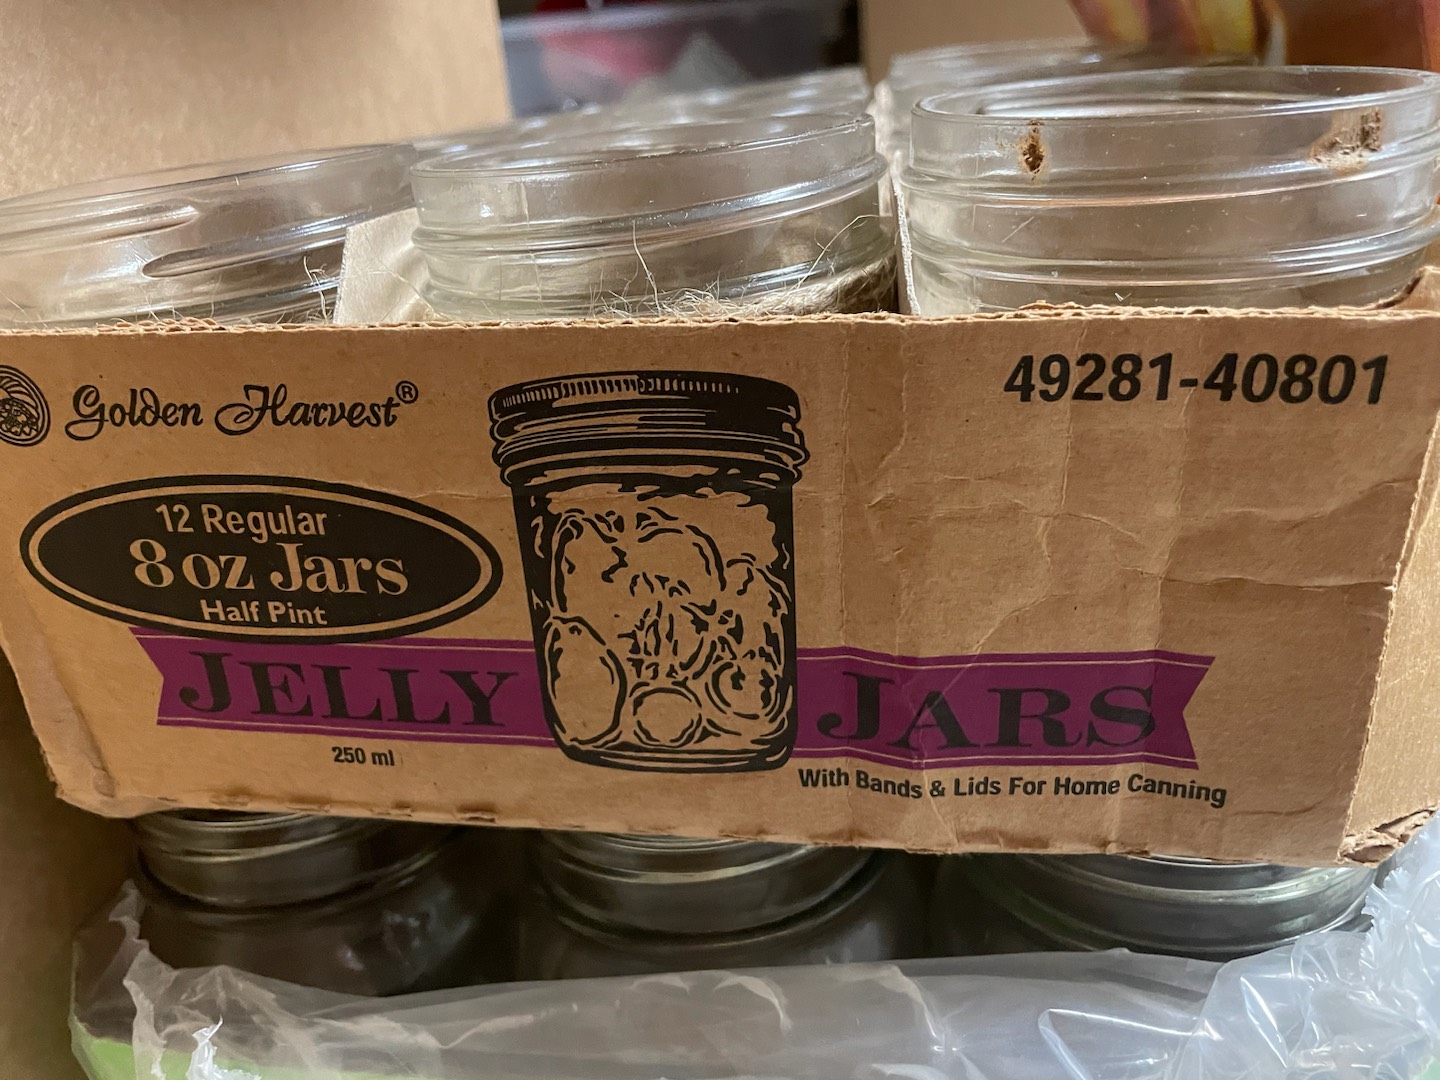 Golden Harvest®
49281-40801
12 Regular
8 oz Jars
Half Pint
JELLY JARS
250 ml
With Bands & Lids For Home Canning